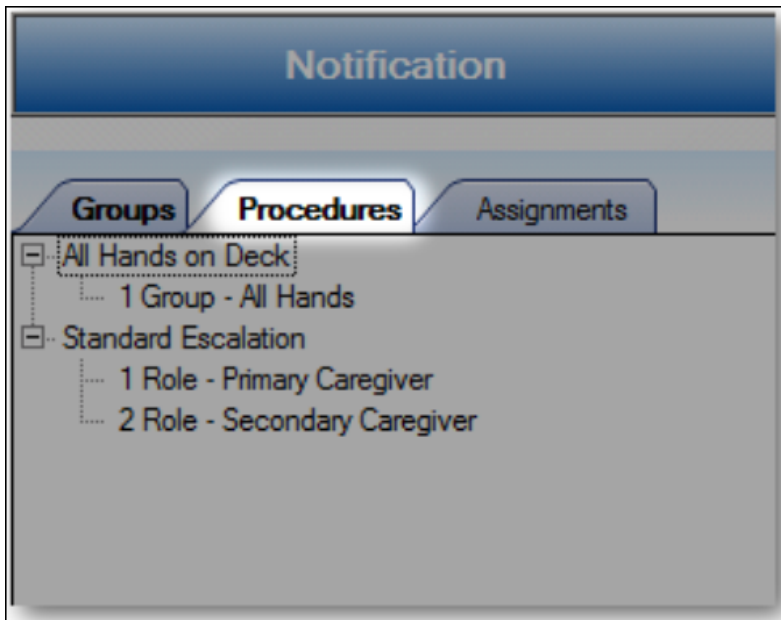 Notification
Groups Procedures Assignments
All Hands on Deck
1 Group - All Hands
Standard Escalation
1 Role - Primary Caregiver
2 Role - Secondary Caregiver